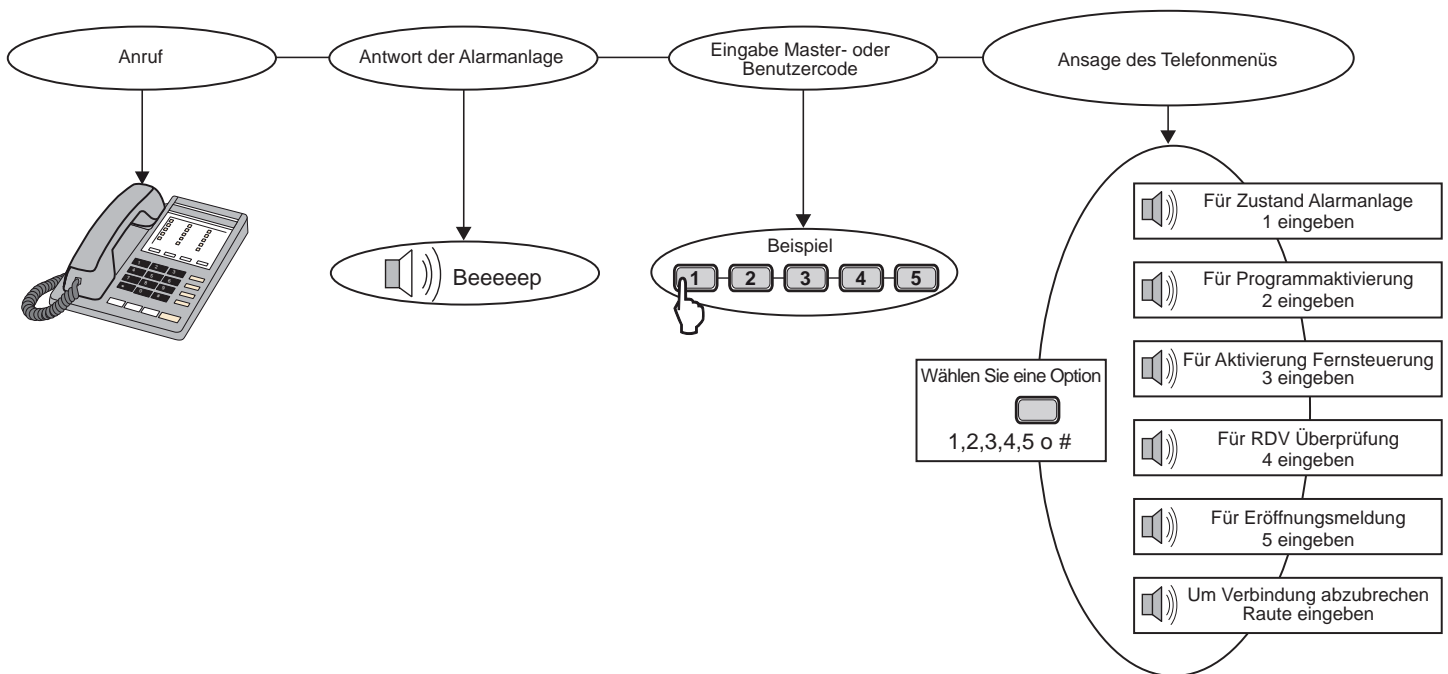 Anruf
Antwort der Alarmanlage
Eingabe Master- oder
Benutzercode
Ansage des Telefonmenüs
Beeeeep
Beispiel
1 2 3 4 5
Wählen Sie eine Option
1,2,3,4,5 o #
Für Zustand Alarmanlage
1 eingeben
Für Programmaktivierung
2 eingeben
Für Aktivierung Fernsteuerung
3 eingeben
Für RDV Überprüfung
4 eingeben
Für Eröffnungsmeldung
5 eingeben
Um Verbindung abzubrechen
Raute eingeben